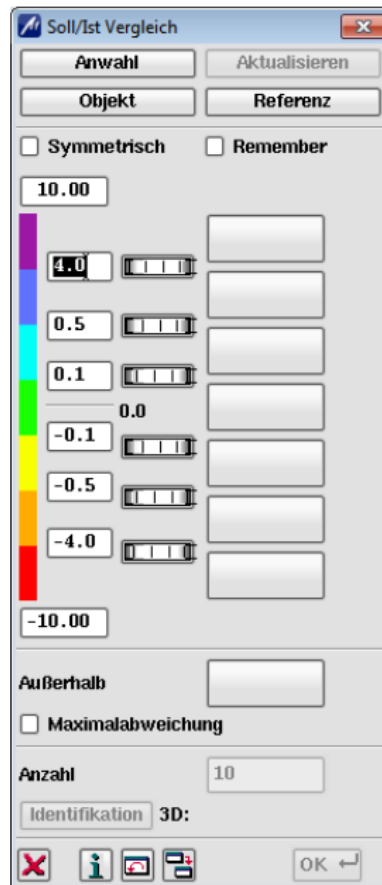 Soll/Ist Vergleich
Anwahl Aktualisieren
Objekt Referenz
Symmetrisch Remember
10.00
4.0
0.5
0.1
0.0
-0.1
-0.5
-4.0
-10.00
Außerhalb
Maximalabweichung
Anzahl 10
Identifikation 3D:
OK